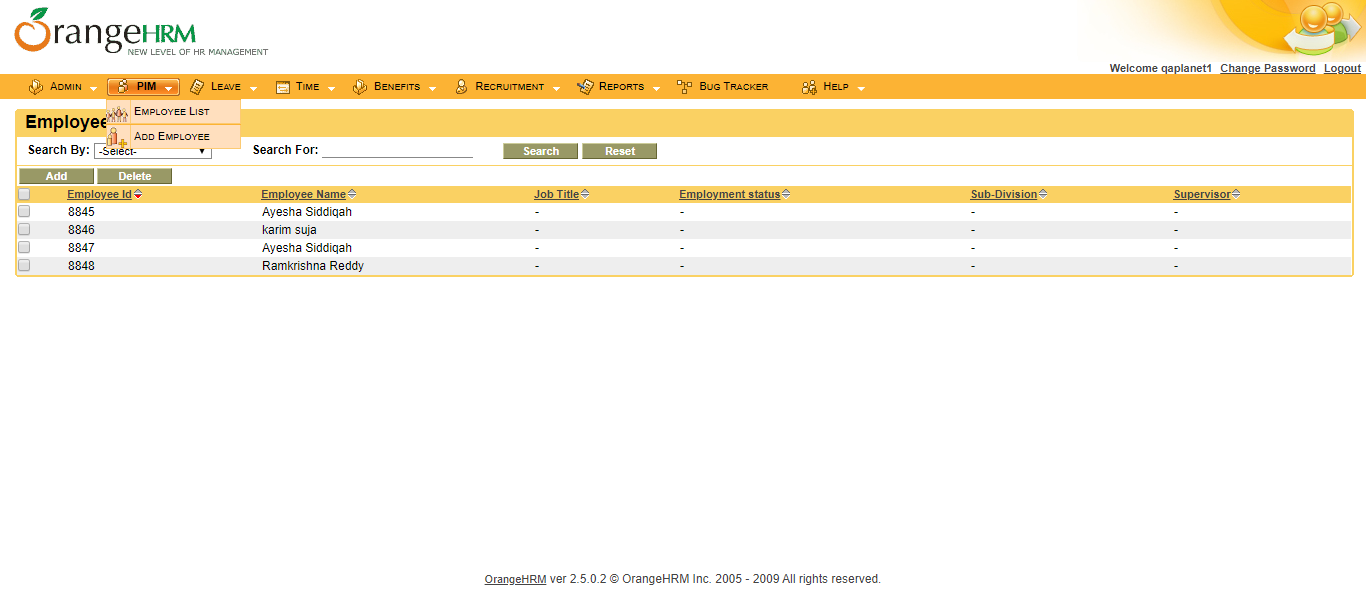 OrangeHRM
NEW LEVEL OF HR MANAGEMENT
Welcome qaplanet1 Change Password Logout
ADMIN PIM LEAVE TIME BENEFITS RECRUITMENT REPORTS BUG TRACKER HELP
EMPLOYEE LIST
ADD EMPLOYEE
Employee
Search By: -Select- Search For: Search Reset
Add Delete
Employee Id Employee Name Job Title Employment status Sub-Division Supervisor
8845 Ayesha Siddiqah - - - -
8846 karim suja - - - -
8847 Ayesha Siddiqah - - - -
8848 Ramkrishna Reddy - - - -
OrangeHRM ver 2.5.0.2 © OrangeHRM Inc. 2005 - 2009 All rights reserved.